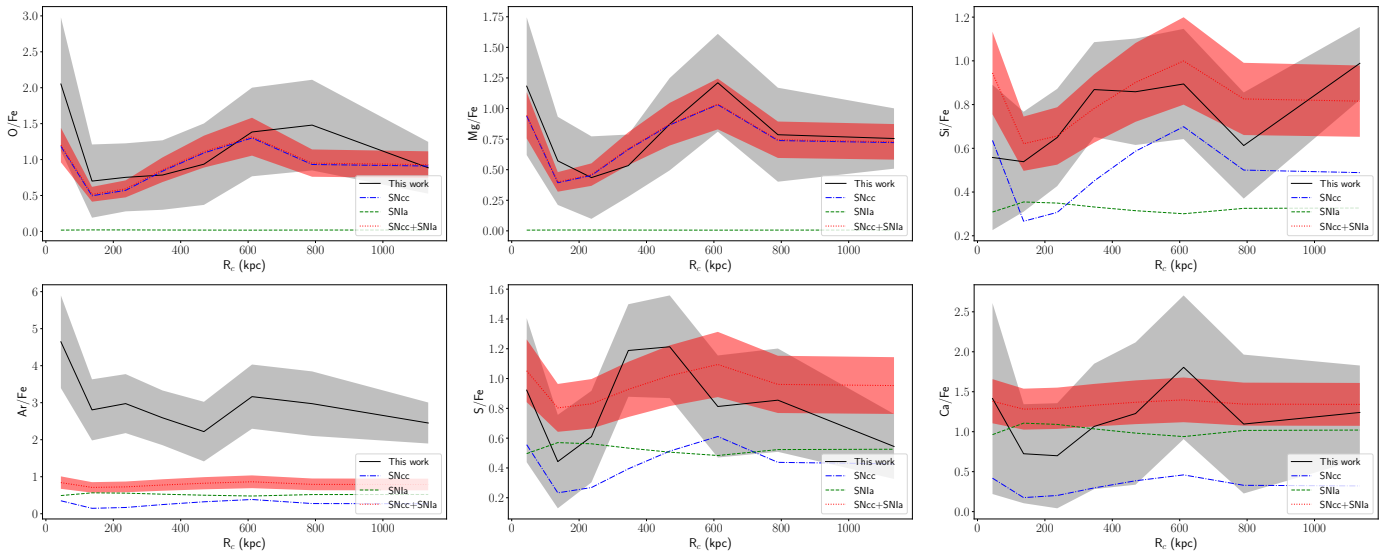 3.0
2.5
2.0
1.5
1.0
0.5
0.0
O/Fe
0 200 400 600 800 1000
R_c (kpc)
This work
SNcc
SNIa
SNcc+SNIa
1.75
1.50
1.25
1.00
0.75
0.50
0.25
0.00
Mg/Fe
0 200 400 600 800 1000
R_c (kpc)
This work
SNcc
SNIa
SNcc+SNIa
1.2
1.0
0.8
0.6
0.4
0.2
Si/Fe
0 200 400 600 800 1000
R_c (kpc)
This work
SNcc
SNIa
SNcc+SNIa
6
5
4
3
2
1
0
Ar/Fe
0 200 400 600 800 1000
R_c (kpc)
This work
SNcc
SNIa
SNcc+SNIa
1.6
1.4
1.2
1.0
0.8
0.6
0.4
0.2
S/Fe
0 200 400 600 800 1000
R_c (kpc)
This work
SNcc
SNIa
SNcc+SNIa
2.5
2.0
1.5
1.0
0.5
0.0
Ca/Fe
0 200 400 600 800 1000
R_c (kpc)
This work
SNcc
SNIa
SNcc+SNIa